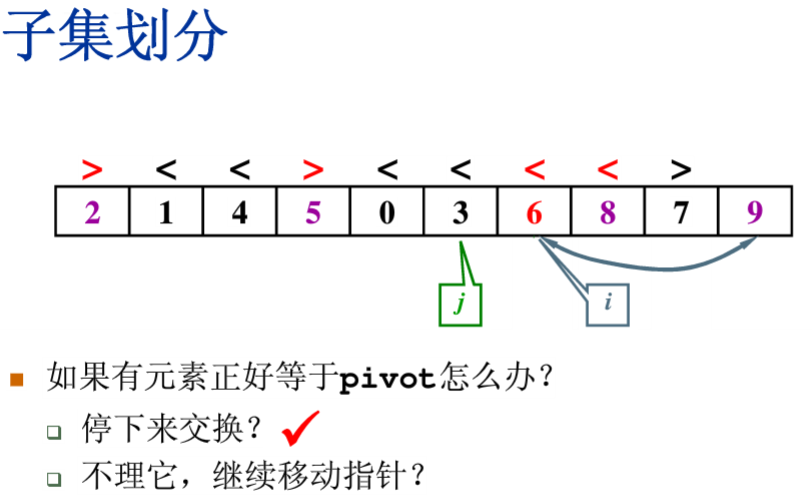 子集划分
> < < > < < < < >
2 1 4 5 0 3 6 8 7 9
j i
如果有元素正好等于pivot怎么办？
停下来交换？
不理它，继续移动指针？